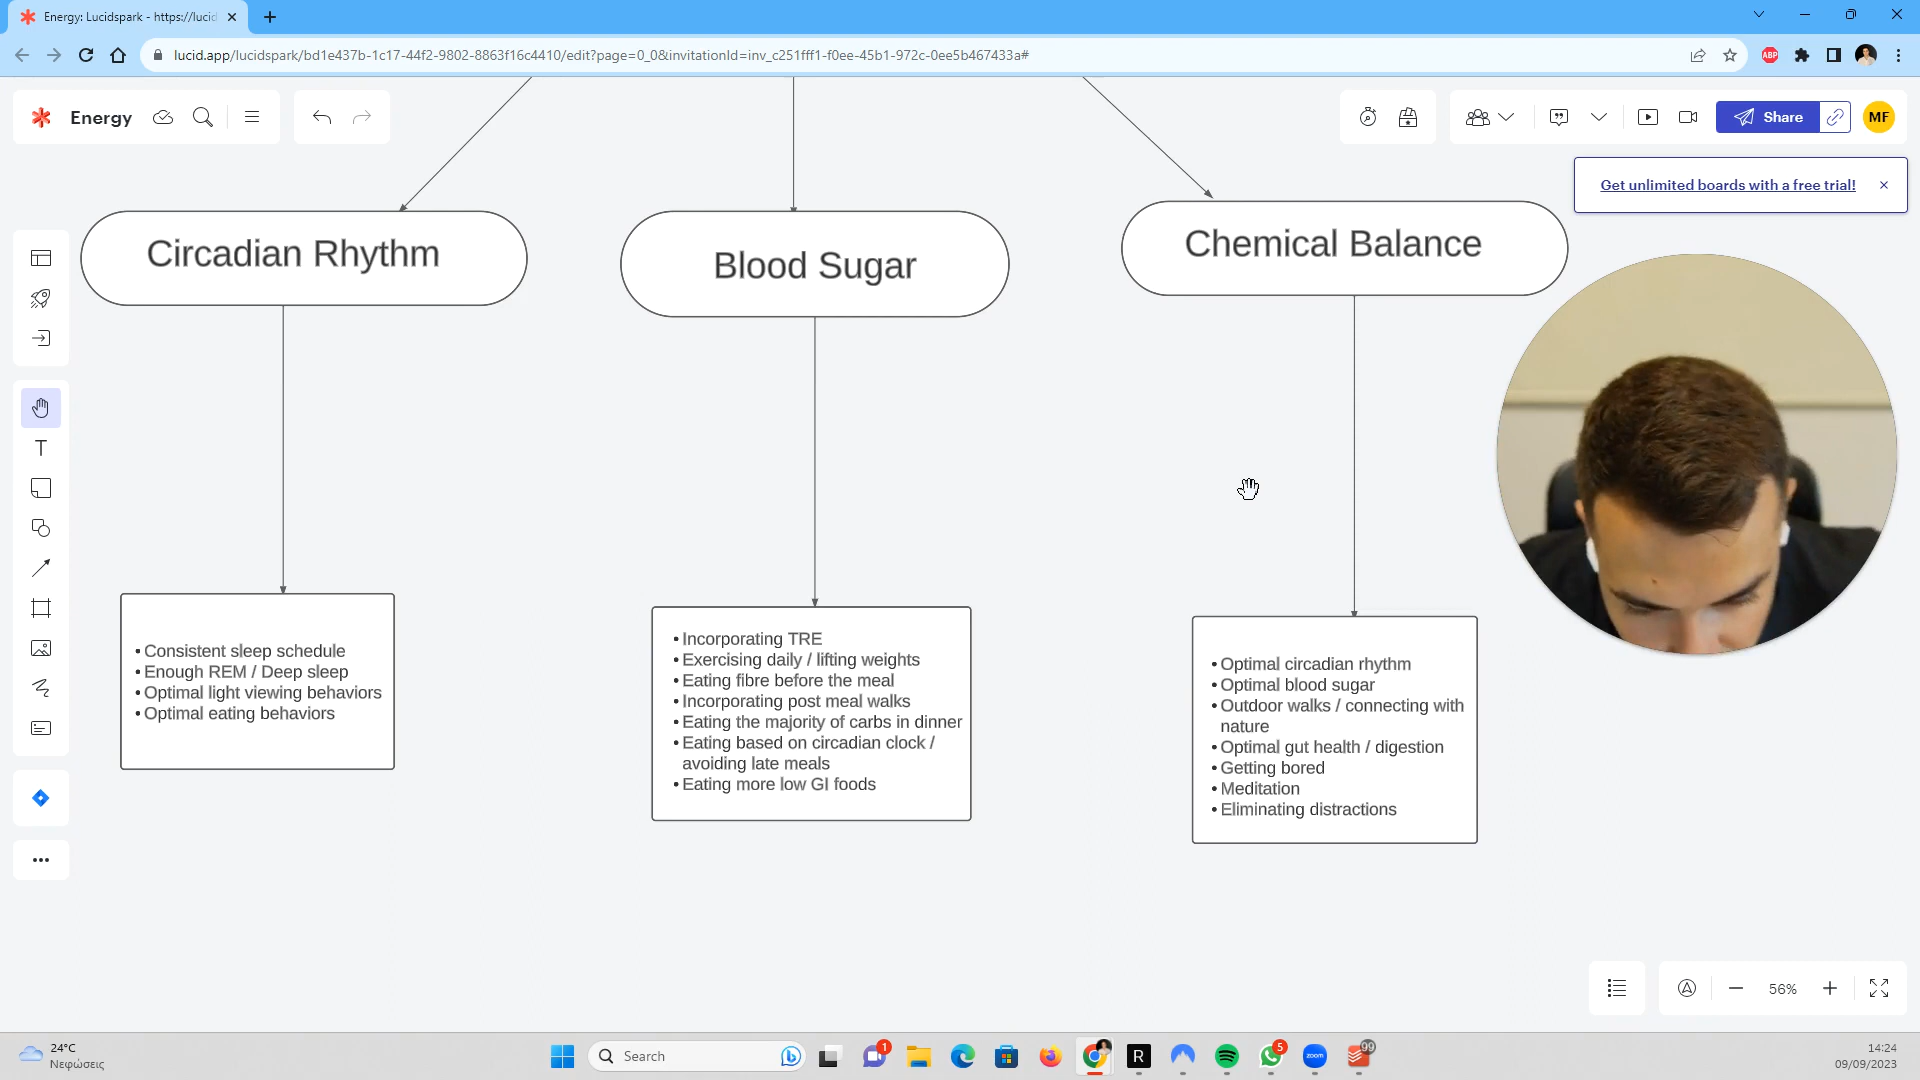 Energy: Lucidspark - https://lucid
lucid.app/lucidspark/bd1e437b-1c17-44f2-9802-8863f16c4410/edit?page=0_0&invitationId=inv_c251fff1-f0ee-45b1-972c-0ee5b467433a#
ABP
Energy
Share
MF
Get unlimited boards with a free trial!
Circadian Rhythm
Blood Sugar
Chemical Balance
T
• Consistent sleep schedule
• Enough REM / Deep sleep
• Optimal light viewing behaviors
• Optimal eating behaviors
• Incorporating TRE
• Exercising daily / lifting weights
• Eating fibre before the meal
• Incorporating post meal walks
• Eating the majority of carbs in dinner
• Eating based on circadian clock /
avoiding late meals
• Eating more low GI foods
• Optimal circadian rhythm
• Optimal blood sugar
• Outdoor walks / connecting with
nature
• Optimal gut health / digestion
• Getting bored
• Meditation
• Eliminating distractions
56%
24°C
Νεφώσεις
Search
1
R
5
zoom
99
14:24
09/09/2023